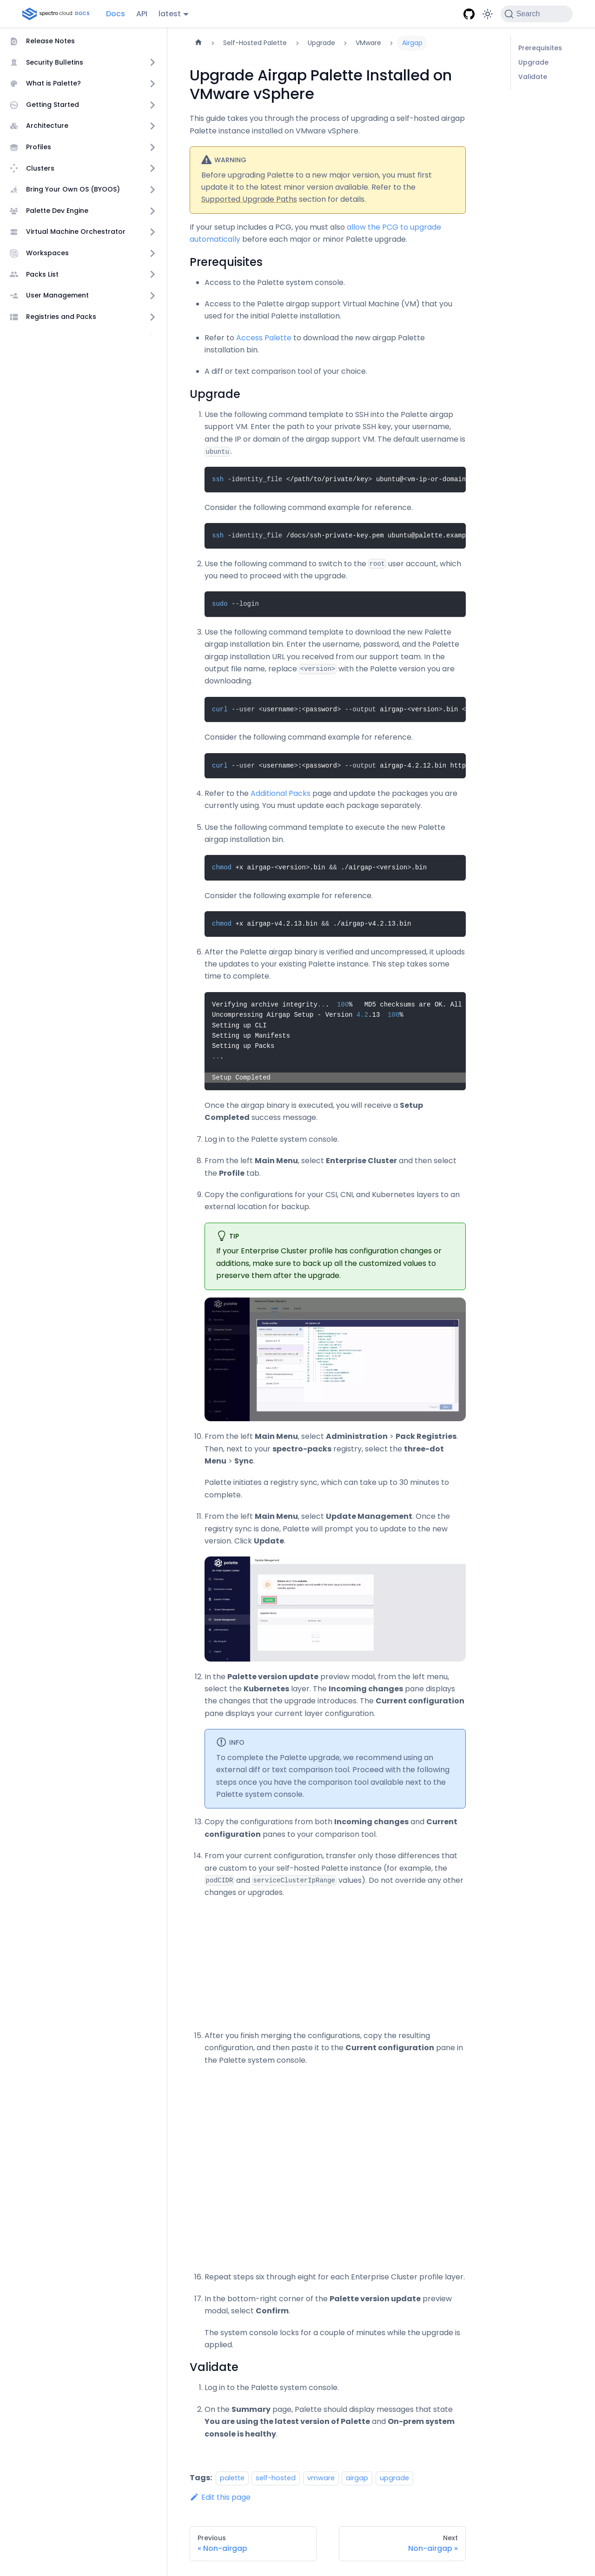 spectro cloud DOCS
Docs
API
latest
Search
Release Notes
Security Bulletins
What is Palette?
Getting Started
Architecture
Profiles
Clusters
Bring Your Own OS (BYOOS)
Palette Dev Engine
Virtual Machine Orchestrator
Workspaces
Packs List
User Management
Registries and Packs
Self-Hosted Palette
Upgrade
VMware
Airgap
Prerequisites
Upgrade
Validate
Upgrade Airgap Palette Installed on
VMware vSphere
This guide takes you through the process of upgrading a self-hosted airgap
Palette instance installed on VMware vSphere.
WARNING
Before upgrading Palette to a new major version, you must first
update it to the latest minor version available. Refer to the
Supported Upgrade Paths section for details.
If your setup includes a PCG, you must also allow the PCG to upgrade
automatically before each major or minor Palette upgrade.
Prerequisites
Access to the Palette system console.
Access to the Palette airgap support Virtual Machine (VM) that you
used for the initial Palette installation.
Refer to Access Palette to download the new airgap Palette
installation bin.
A diff or text comparison tool of your choice.
Upgrade
1. Use the following command template to SSH into the Palette airgap
support VM. Enter the path to your private SSH key, your username,
and the IP or domain of the airgap support VM. The default username is
ubuntu.
ssh -identity_file </path/to/private/key> ubuntu@<vm-ip-or-domain
Consider the following command example for reference.
ssh -identity_file /docs/ssh-private-key.pem ubuntu@palette.examp
2. Use the following command to switch to the root user account, which
you need to proceed with the upgrade.
sudo --login
3. Use the following command template to download the new Palette
airgap installation bin. Enter the username, password, and the Palette
airgap installation URL you received from our support team. In the
output file name, replace <version> with the Palette version you are
downloading.
curl --user <username>:<password> --output airgap-<version>.bin <
Consider the following command example for reference.
curl --user <username>:<password> --output airgap-4.2.12.bin http
4. Refer to the Additional Packs page and update the packages you are
currently using. You must update each package separately.
5. Use the following command template to execute the new Palette
airgap installation bin.
chmod +x airgap-<version>.bin && ./airgap-<version>.bin
Consider the following example for reference.
chmod +x airgap-v4.2.13.bin && ./airgap-v4.2.13.bin
6. After the Palette airgap binary is verified and uncompressed, it uploads
the updates to your existing Palette instance. This step takes some
time to complete.
Verifying archive integrity...  100%   MD5 checksums are OK. All
Uncompressing Airgap Setup - Version 4.2.13  100%
Setting up CLI
Setting up Manifests
Setting up Packs
...
Setup Completed
Once the airgap binary is executed, you will receive a Setup
Completed success message.
7. Log in to the Palette system console.
8. From the left Main Menu, select Enterprise Cluster and then select
the Profile tab.
9. Copy the configurations for your CSI, CNI, and Kubernetes layers to an
external location for backup.
TIP
If your Enterprise Cluster profile has configuration changes or
additions, make sure to back up all the customized values to
preserve them after the upgrade.
palette
10. From the left Main Menu, select Administration > Pack Registries.
Then, next to your spectro-packs registry, select the three-dot
Menu > Sync.
Palette initiates a registry sync, which can take up to 30 minutes to
complete.
11. From the left Main Menu, select Update Management. Once the
registry sync is done, Palette will prompt you to update to the new
version. Click Update.
palette
12. In the Palette version update preview modal, from the left menu,
select the Kubernetes layer. The Incoming changes pane displays
the changes that the upgrade introduces. The Current configuration
pane displays your current layer configuration.
INFO
To complete the Palette upgrade, we recommend using an
external diff or text comparison tool. Proceed with the following
steps once you have the comparison tool available next to the
Palette system console.
13. Copy the configurations from both Incoming changes and Current
configuration panes to your comparison tool.
14. From your current configuration, transfer only those differences that
are custom to your self-hosted Palette instance (for example, the
podCIDR and serviceClusterIpRange values). Do not override any other
changes or upgrades.
15. After you finish merging the configurations, copy the resulting
configuration, and then paste it to the Current configuration pane in
the Palette system console.
16. Repeat steps six through eight for each Enterprise Cluster profile layer.
17. In the bottom-right corner of the Palette version update preview
modal, select Confirm.
The system console locks for a couple of minutes while the upgrade is
applied.
Validate
1. Log in to the Palette system console.
2. On the Summary page, Palette should display messages that state
You are using the latest version of Palette and On-prem system
console is healthy.
Tags: palette self-hosted vmware airgap upgrade
Edit this page
Previous
« Non-airgap
Next
Non-airgap »